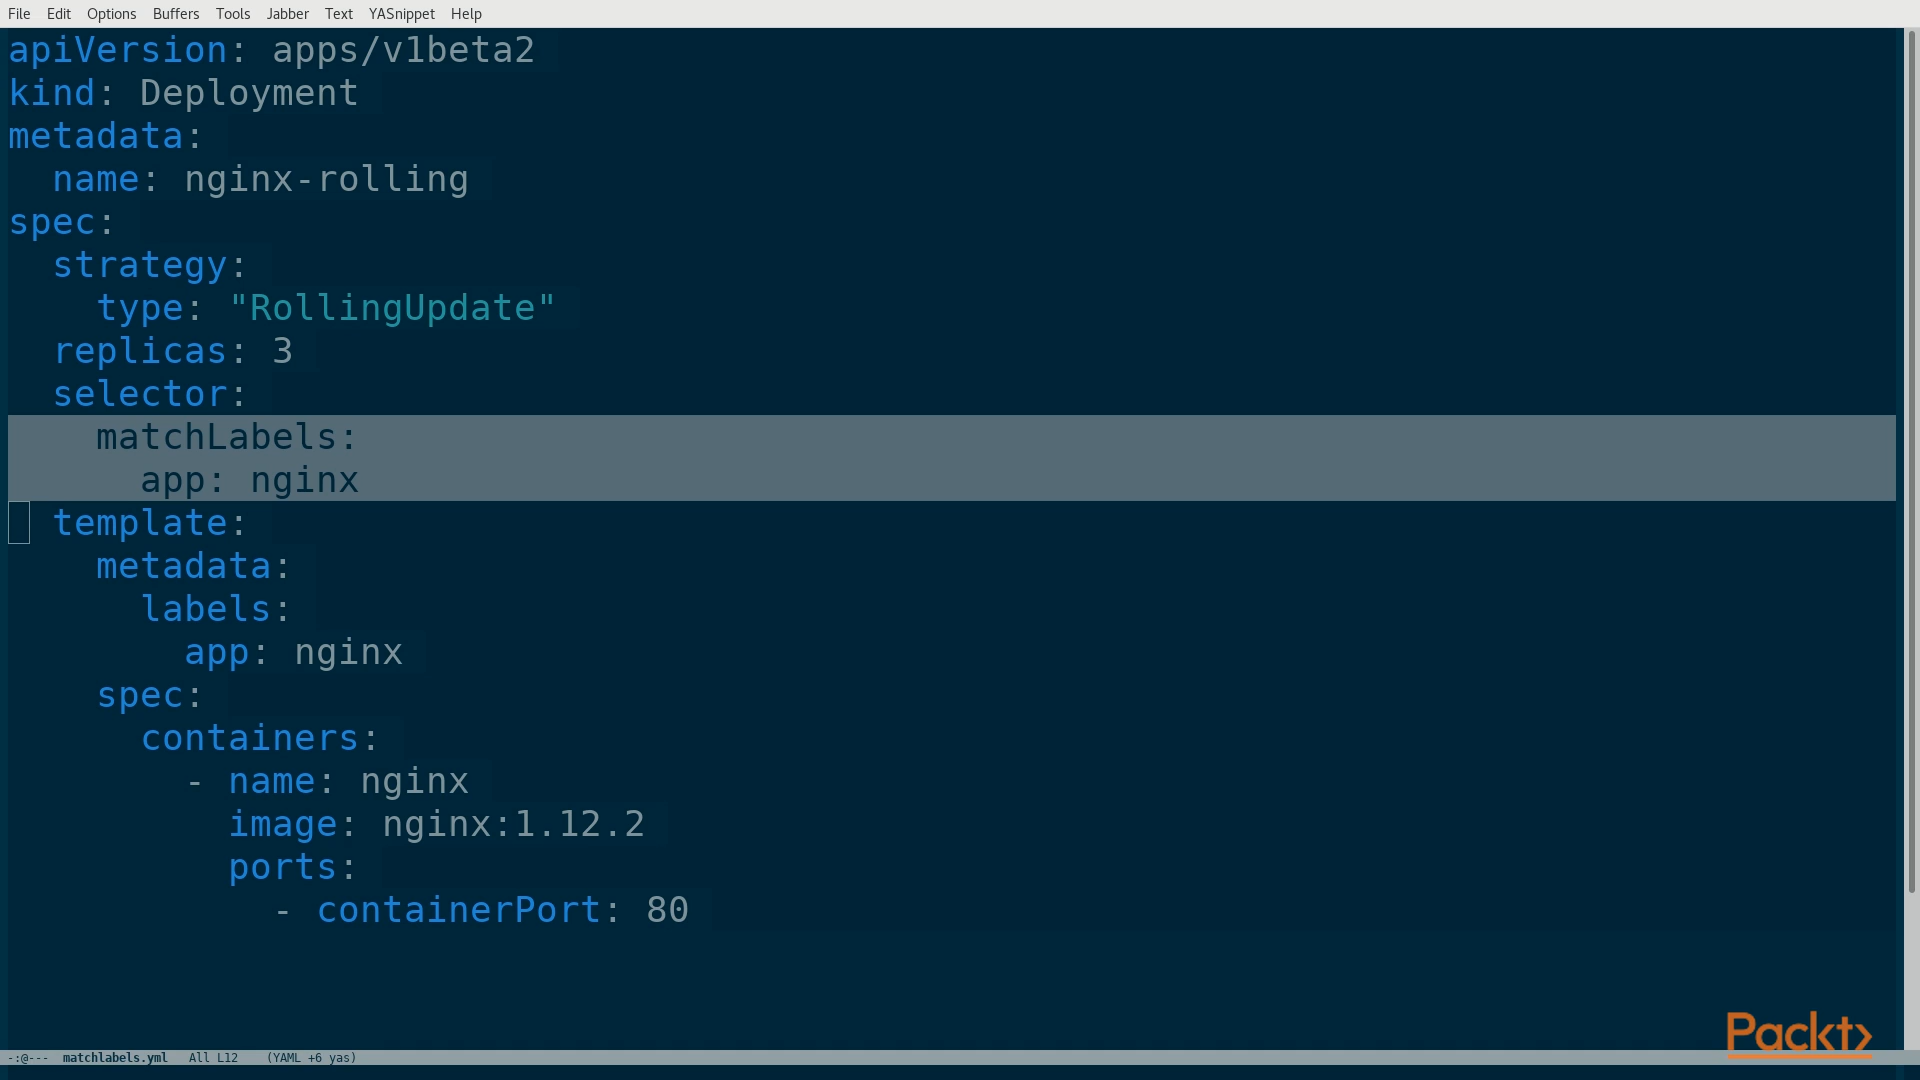 File Edit Options Buffers Tools Jabber Text YASnippet Help
apiVersion: apps/v1beta2
kind: Deployment
metadata:
  name: nginx-rolling
spec:
  strategy:
    type: "RollingUpdate"
  replicas: 3
  selector:
    matchLabels:
      app: nginx
  template:
    metadata:
      labels:
        app: nginx
    spec:
      containers:
        - name: nginx
          image: nginx:1.12.2
          ports:
            - containerPort: 80
Packt>
-:@--- matchlabels.yml All L12 (YAML +6 yas)